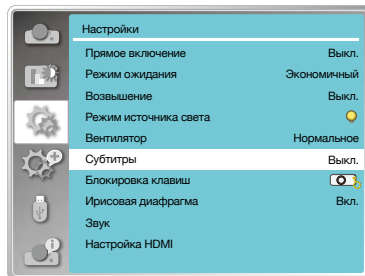 Настройки
Прямое включение Выкл.
Режим ожидания Экономичный
Возвышение Выкл.
Режим источника света
Вентилятор Нормальное
Субтитры Выкл.
Блокировка клавиш
Ирисовая диафрагма Вкл.
Звук
Настройка HDMI